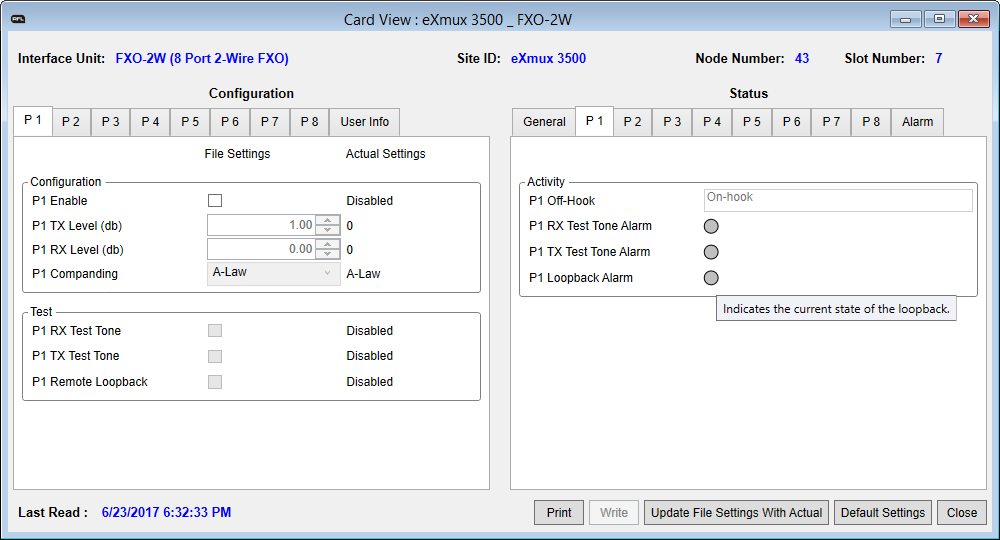 RFL
Card View : eXmux 3500 _ FXO-2W
Interface Unit: FXO-2W (8 Port 2-Wire FXO) Site ID: eXmux 3500 Node Number: 43 Slot Number: 7
Configuration
P 1 P 2 P 3 P 4 P 5 P 6 P 7 P 8 User Info
File Settings Actual Settings
Configuration
P1 Enable Disabled
P1 TX Level (db) 1.00 0
P1 RX Level (db) 0.00 0
P1 Companding A-Law A-Law
Test
P1 RX Test Tone Disabled
P1 TX Test Tone Disabled
P1 Remote Loopback Disabled
Status
General P 1 P 2 P 3 P 4 P 5 P 6 P 7 P 8 Alarm
Activity
P1 Off-Hook On-hook
P1 RX Test Tone Alarm
P1 TX Test Tone Alarm
P1 Loopback Alarm
Indicates the current state of the loopback.
Last Read : 6/23/2017 6:32:33 PM
Print Write Update File Settings With Actual Default Settings Close